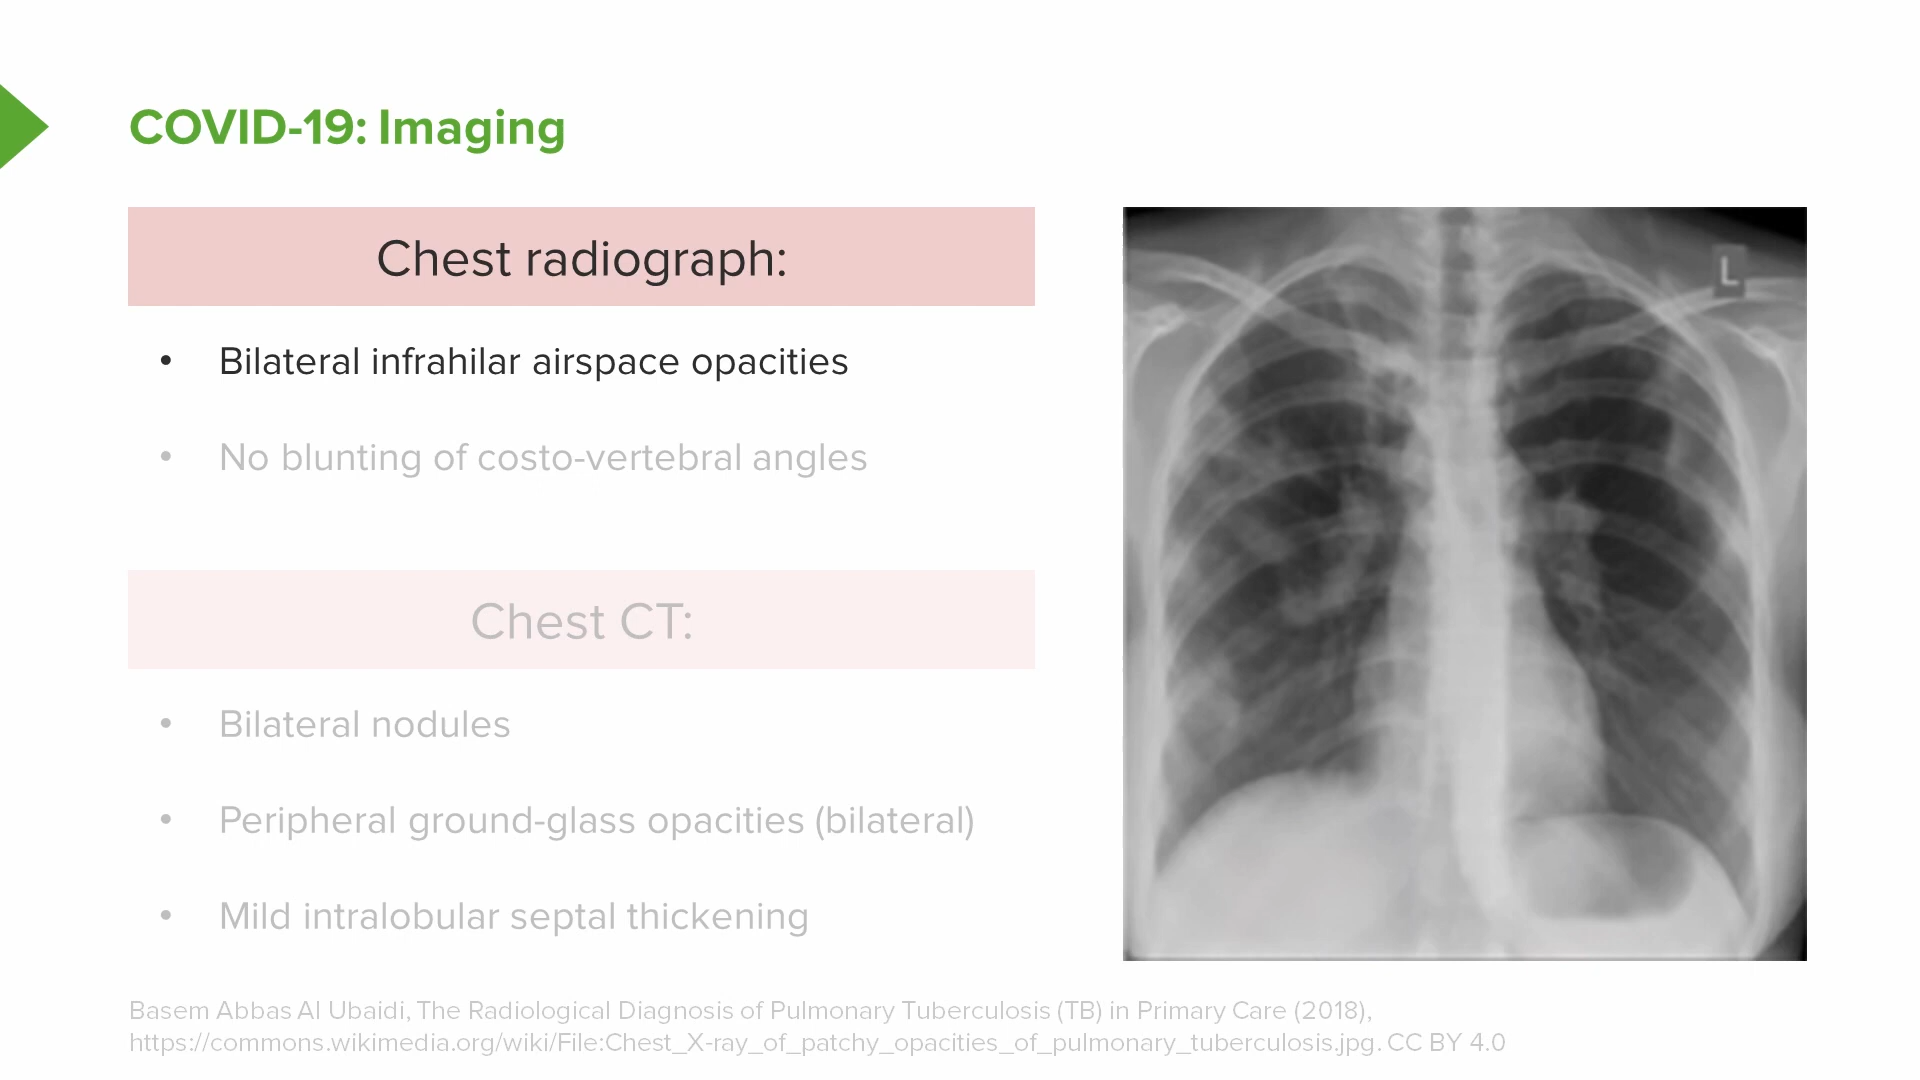 COVID-19: Imaging
Chest radiograph:
• Bilateral infrahilar airspace opacities
• No blunting of costo-vertebral angles
Chest CT:
• Bilateral nodules
• Peripheral ground-glass opacities (bilateral)
• Mild intralobular septal thickening
L
Basem Abbas Al Ubaidi, The Radiological Diagnosis of Pulmonary Tuberculosis (TB) in Primary Care (2018),
https://commons.wikimedia.org/wiki/File:Chest_X-ray_of_patchy_opacities_of_pulmonary_tuberculosis.jpg. CC BY 4.0